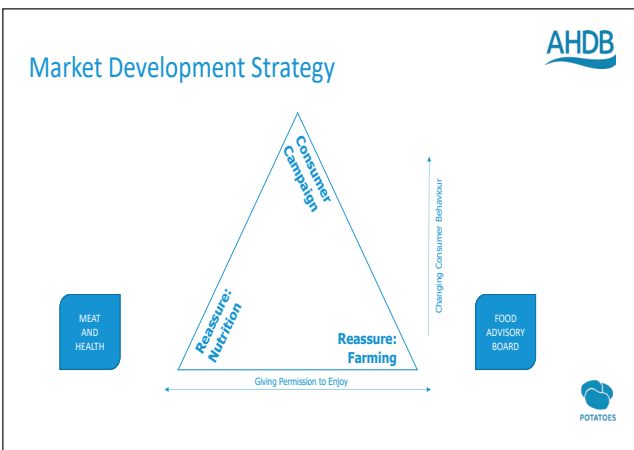 AHDB
Market Development Strategy
Consumer
Campaign
Changing Consumer Behaviour
MEAT
AND
HEALTH
Reassure:
Nutrition
Reassure:
Farming
FOOD
ADVISORY
BOARD
Giving Permission to Enjoy
POTATOES